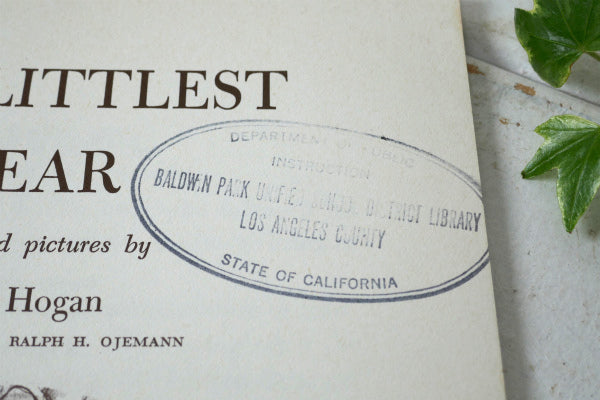 LITTLEST
EAR
d pictures by
Hogan
RALPH H. OJEMANN
DEPARTMENT OF PUBLIC
INSTRUCTION
BALDWIN PARK UNIFIED SCHOOL DISTRICT LIBRARY
LOS ANGELES COUNTY
STATE OF CALIFORNIA